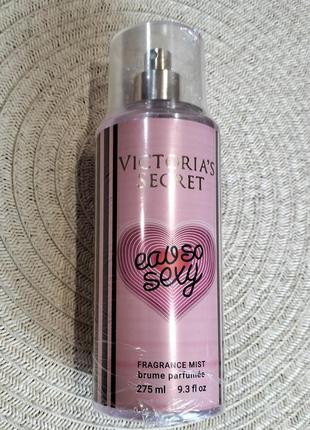 VICTORIA'S
SECRET
eau so
sexy
FRAGRANCE MIST
brume parfumée
275 ml 9.3 fl oz